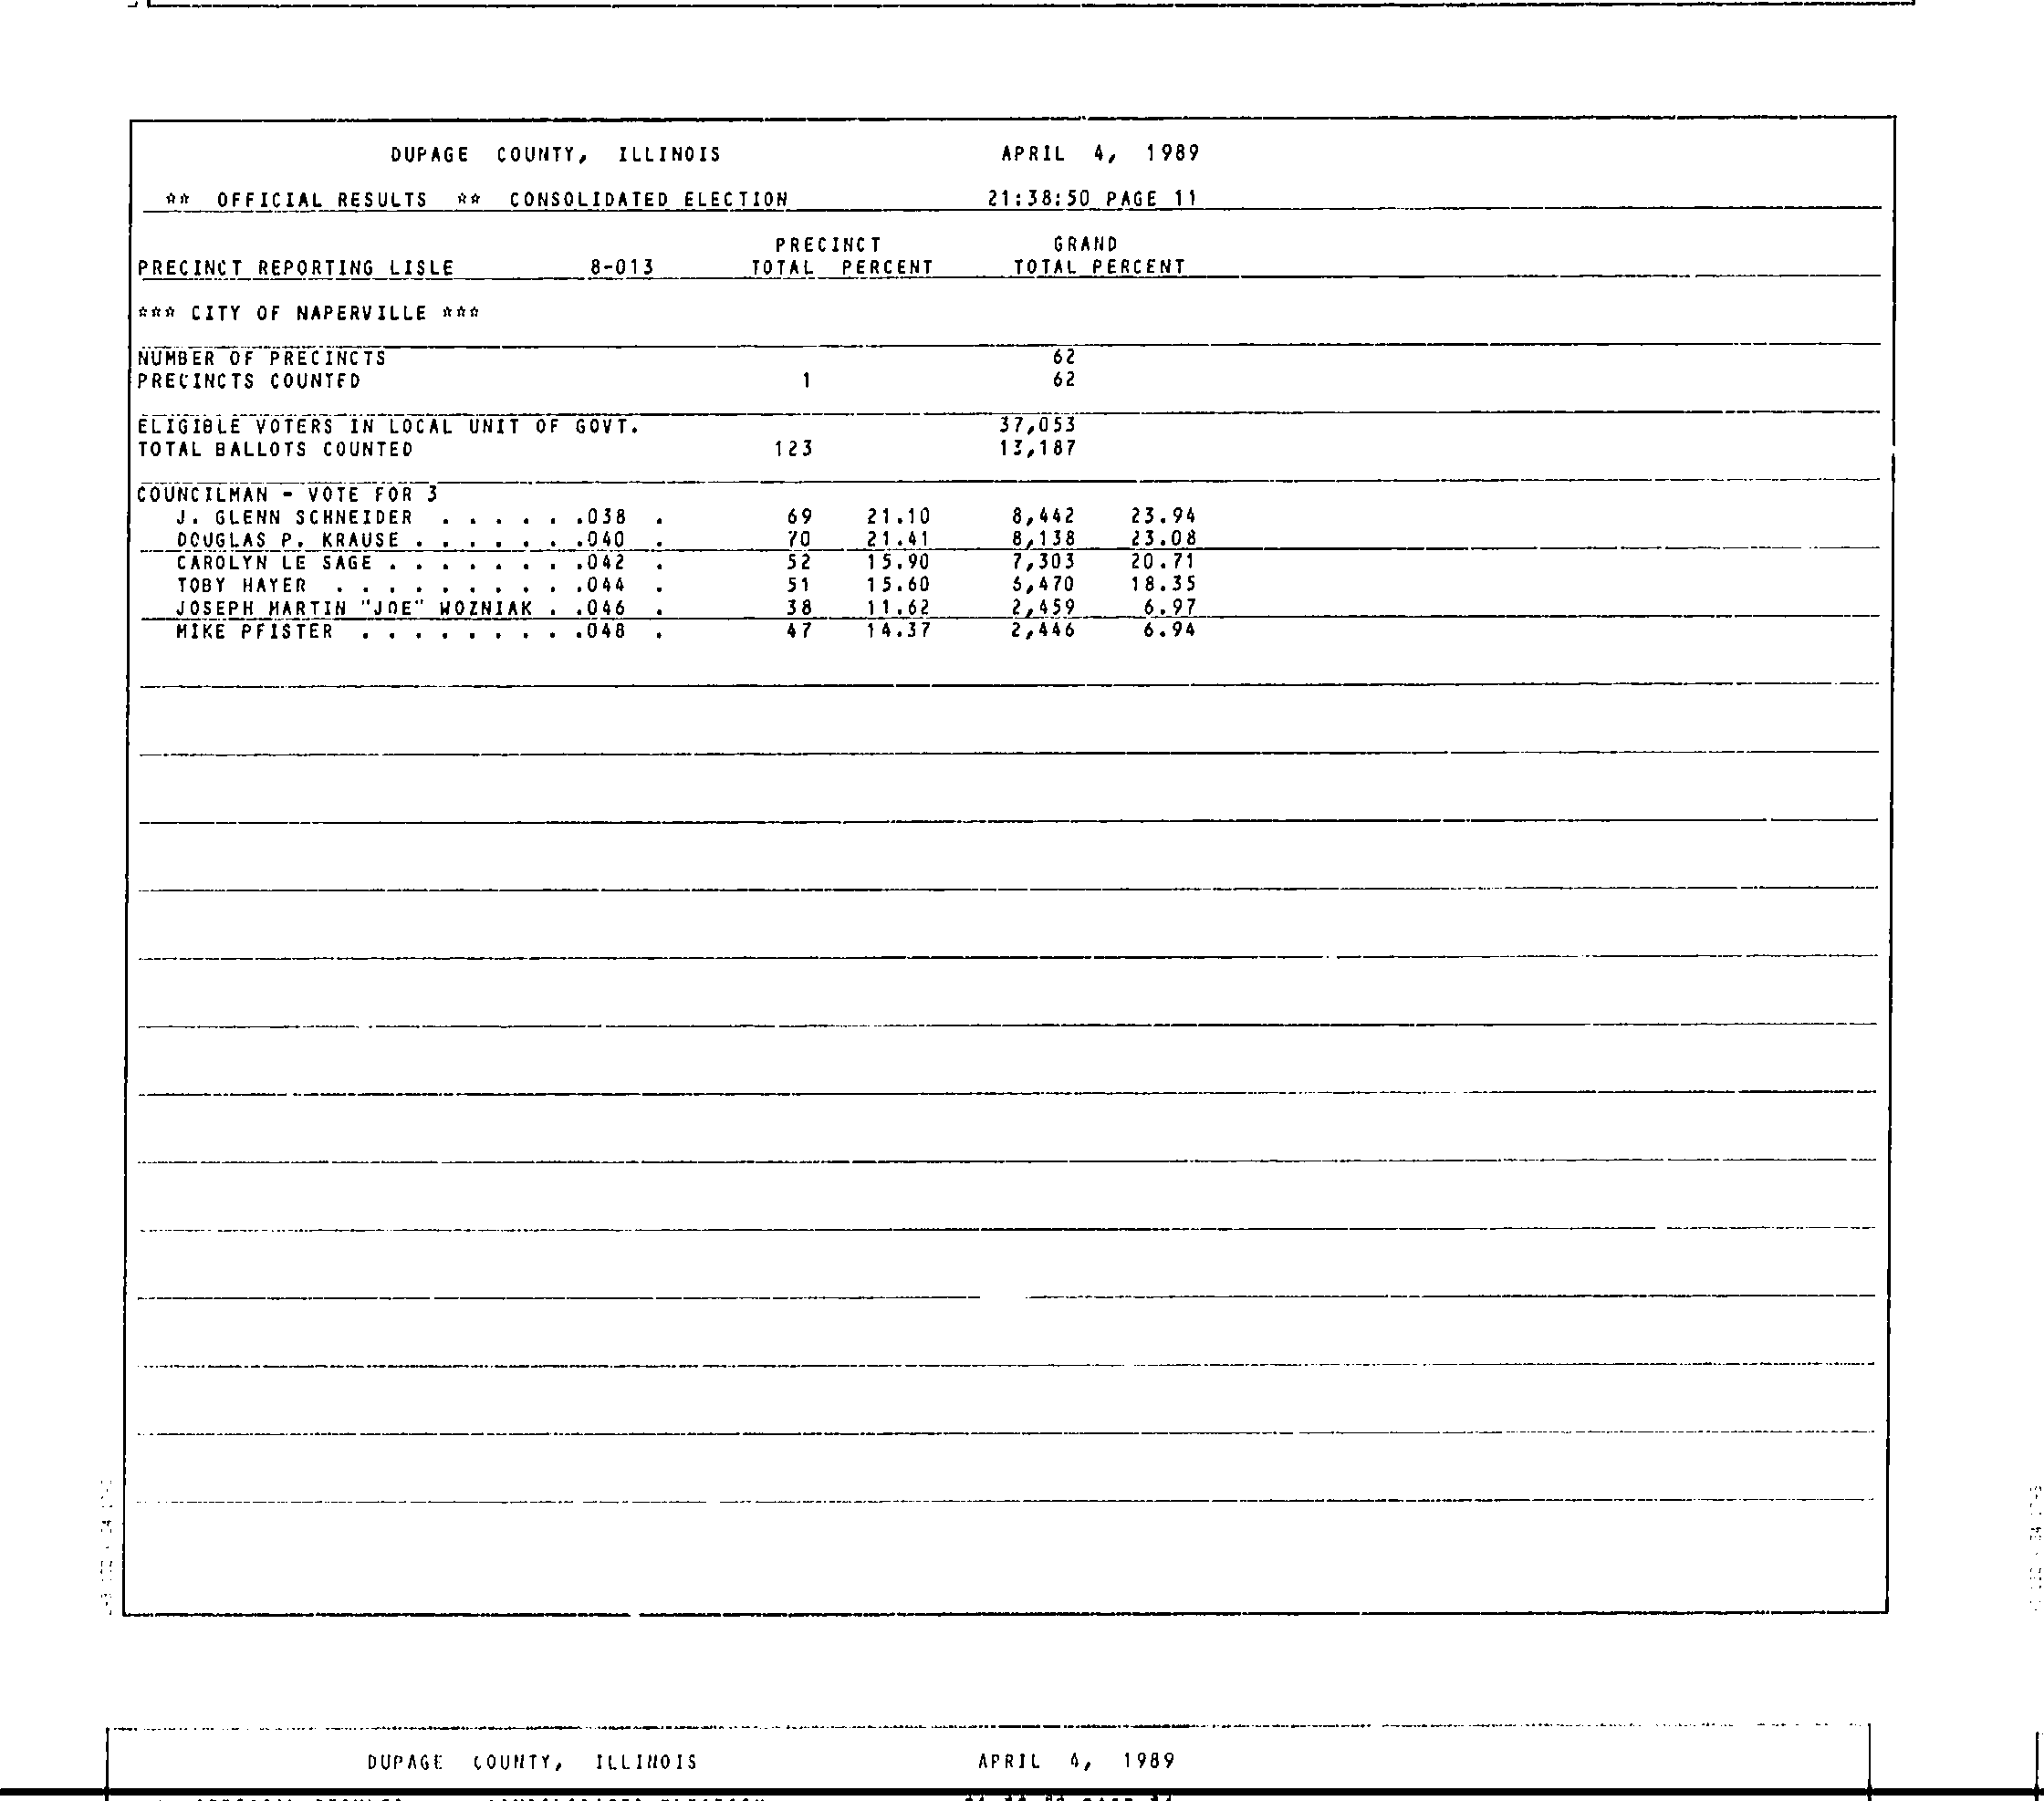 DUPAGE COUNTY, ILLINOIS APRIL 4, 1989
** OFFICIAL RESULTS ** CONSOLIDATED ELECTION 21:38:50 PAGE 11
PRECINCT GRAND
PRECINCT REPORTING LISLE 8-013 TOTAL PERCENT TOTAL PERCENT
*** CITY OF NAPERVILLE ***
NUMBER OF PRECINCTS 62
PRECINCTS COUNTED 1 62
ELIGIBLE VOTERS IN LOCAL UNIT OF GOVT. 37,053
TOTAL BALLOTS COUNTED 123 13,187
COUNCILMAN - VOTE FOR 3
J. GLENN SCHNEIDER . . . . . .038 . 69 21.10 8,442 23.94
DOUGLAS P. KRAUSE . . . . . . .040 . 70 21.41 8,138 23.08
CAROLYN LE SAGE . . . . . . . .042 . 52 15.90 7,303 20.71
TOBY HAYER . . . . . . . . . .044 . 51 15.60 6,470 18.35
JOSEPH MARTIN "JOE" WOZNIAK . .046 . 38 11.62 2,459 6.97
MIKE PFISTER . . . . . . . . .048 . 47 14.37 2,446 6.94
DUPAGE COUNTY, ILLINOIS APRIL 4, 1989